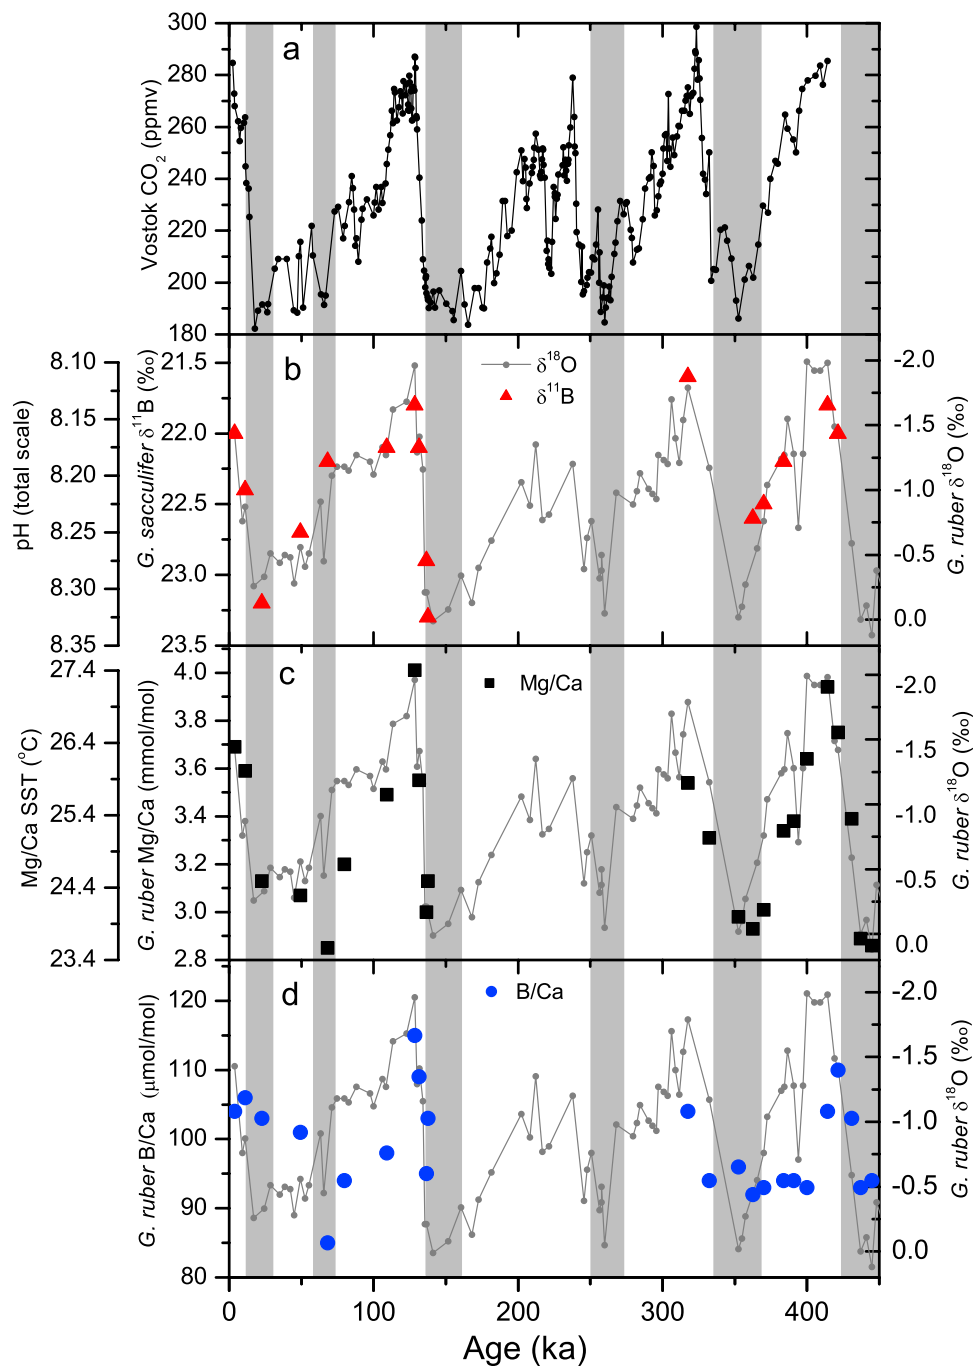 a
300
280
260
240
220
200
180
Vostok CO2 (ppmv)
b
δ18O
δ11B
8.10
8.15
8.20
8.25
8.30
8.35
pH (total scale)
21.5
22.0
22.5
23.0
23.5
G. sacculifer δ11B (‰)
-2.0
-1.5
-1.0
-0.5
0.0
G. ruber δ18O (‰)
c
Mg/Ca
27.4
26.4
25.4
24.4
23.4
Mg/Ca SST (oC)
4.0
3.8
3.6
3.4
3.2
3.0
2.8
G. ruber Mg/Ca (mmol/mol)
-2.0
-1.5
-1.0
-0.5
0.0
G. ruber δ18O (‰)
d
B/Ca
120
110
100
90
80
G. ruber B/Ca (μmol/mol)
-2.0
-1.5
-1.0
-0.5
0.0
G. ruber δ18O (‰)
0 100 200 300 400
Age (ka)